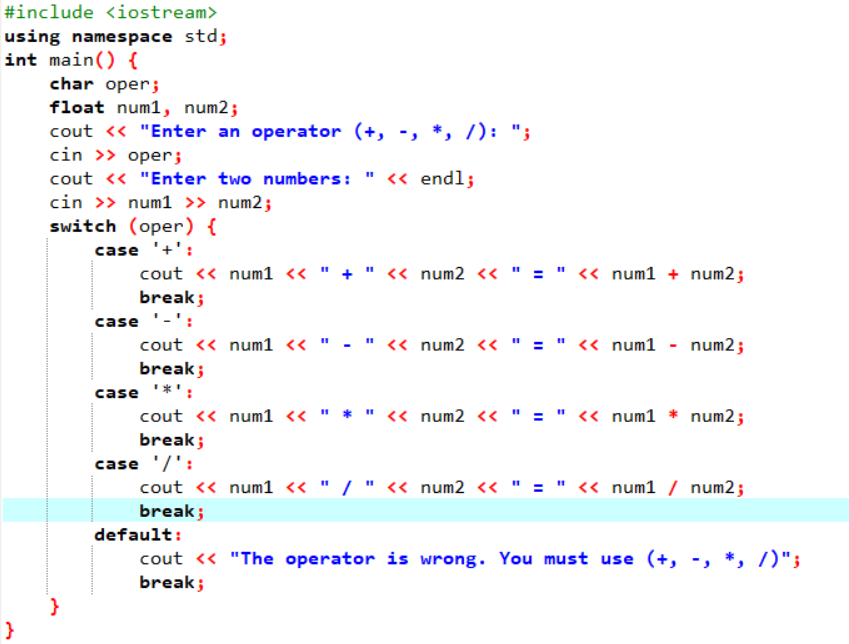 #include <iostream>
using namespace std;
int main() {
    char oper;
    float num1, num2;
    cout << "Enter an operator (+, -, *, /): ";
    cin >> oper;
    cout << "Enter two numbers: " << endl;
    cin >> num1 >> num2;
    switch (oper) {
        case '+':
            cout << num1 << " + " << num2 << " = " << num1 + num2;
            break;
        case '-':
            cout << num1 << " - " << num2 << " = " << num1 - num2;
            break;
        case '*':
            cout << num1 << " * " << num2 << " = " << num1 * num2;
            break;
        case '/':
            cout << num1 << " / " << num2 << " = " << num1 / num2;
            break;
        default:
            cout << "The operator is wrong. You must use (+, -, *, /)";
            break;
    }
}